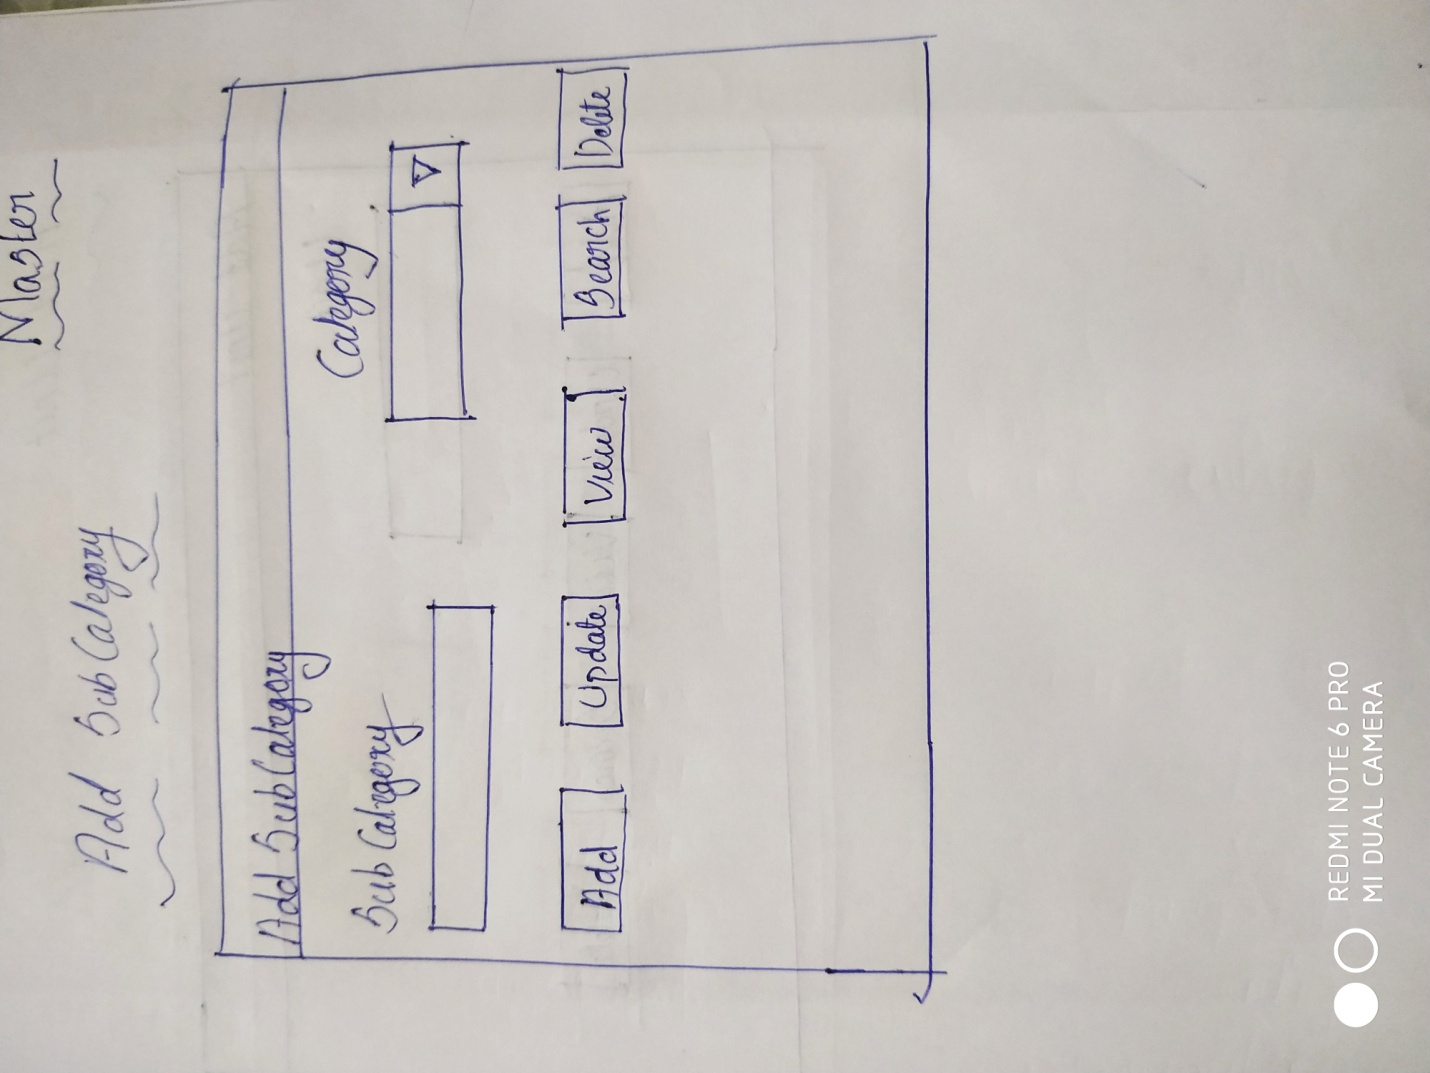 Master
Add Sub Category
Add Sub Category
Sub Category Category
Add Update View Search Delete
REDMI NOTE 6 PRO
MI DUAL CAMERA